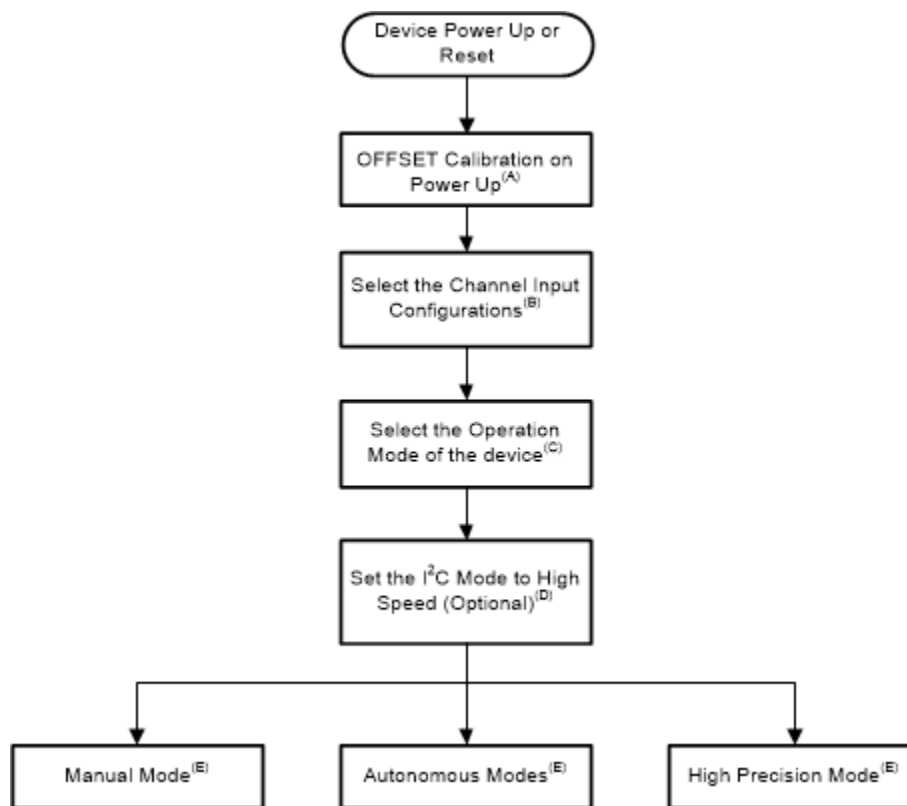 Device Power Up or
Reset
OFFSET Calibration on
Power Up(A)
Select the Channel Input
Configurations(B)
Select the Operation
Mode of the device(C)
Set the I²C Mode to High
Speed (Optional)(D)
Manual Mode(E)
Autonomous Modes(E)
High Precision Mode(E)